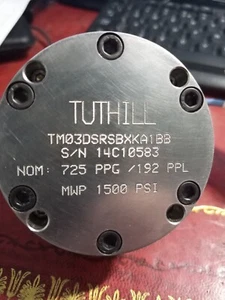 TUTHILL
TM03DSRSBXKA1BB
S/N 14C10583
NOM: 725 PPG /192 PPL
MWP 1500 PSI